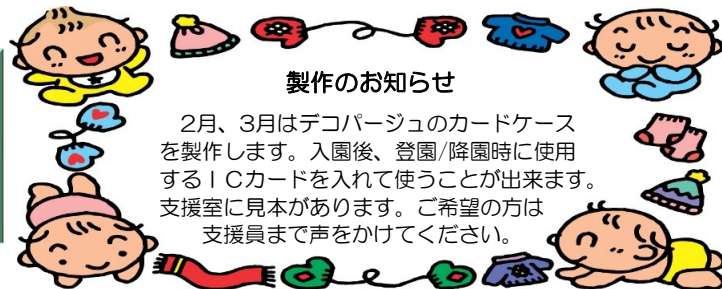 製作のお知らせ
2月、3月はデコパージュのカードケース
を製作します。入園後、登園/降園時に使用
するＩＣカードを入れて使うことが出来ます。
支援室に見本があります。ご希望の方は
支援員まで声をかけてください。